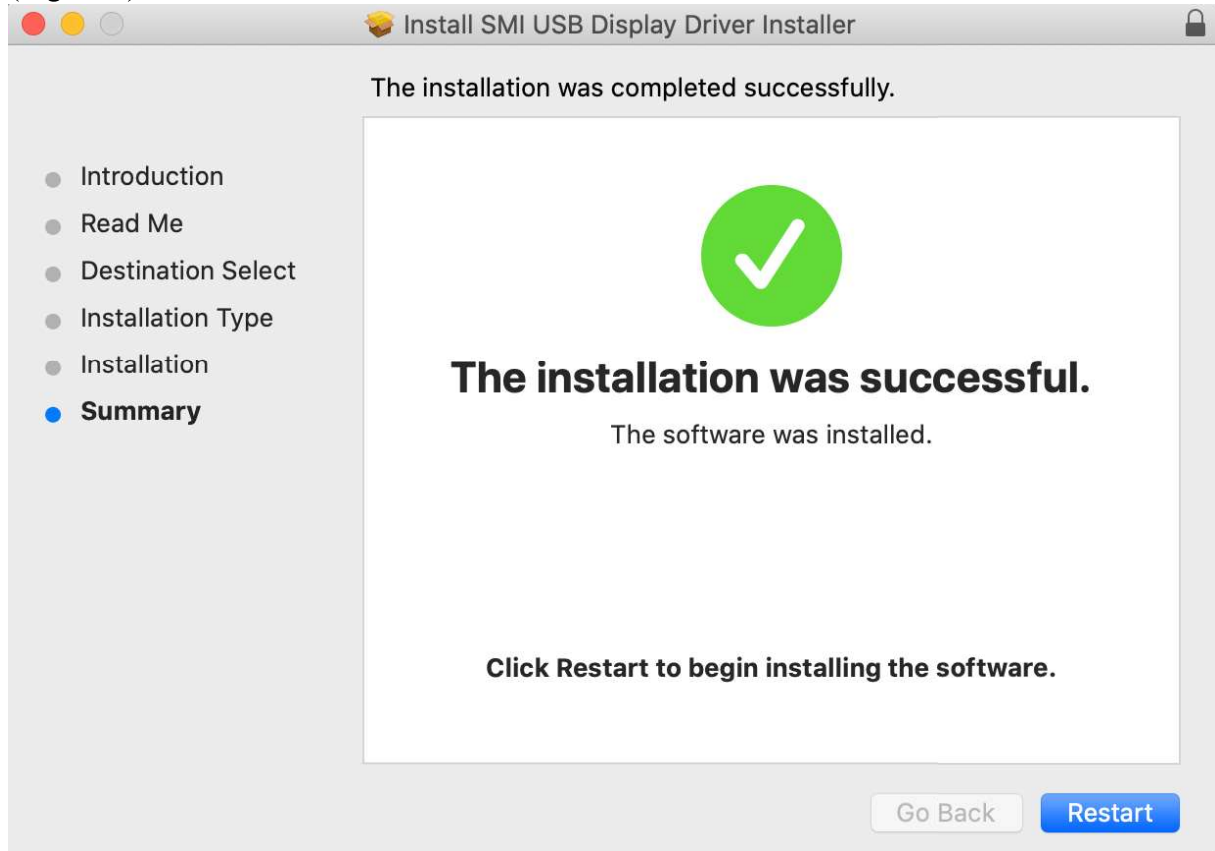 Install SMI USB Display Driver Installer
The installation was completed successfully.
Introduction
Read Me
Destination Select
Installation Type
Installation
Summary
The installation was successful.
The software was installed.
Click Restart to begin installing the software.
Go Back
Restart